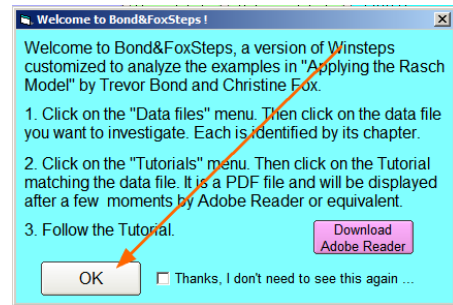 Welcome to Bond&FoxSteps !
Welcome to Bond&FoxSteps, a version of Winsteps
customized to analyze the examples in "Applying the Rasch
Model" by Trevor Bond and Christine Fox.
1. Click on the "Data files" menu. Then click on the data file
you want to investigate. Each is identified by its chapter.
2. Click on the "Tutorials" menu. Then click on the Tutorial
matching the data file. It is a PDF file and will be displayed
after a few moments by Adobe Reader or equivalent.
3. Follow the Tutorial.
Download
Adobe Reader
OK
Thanks, I don't need to see this again ...